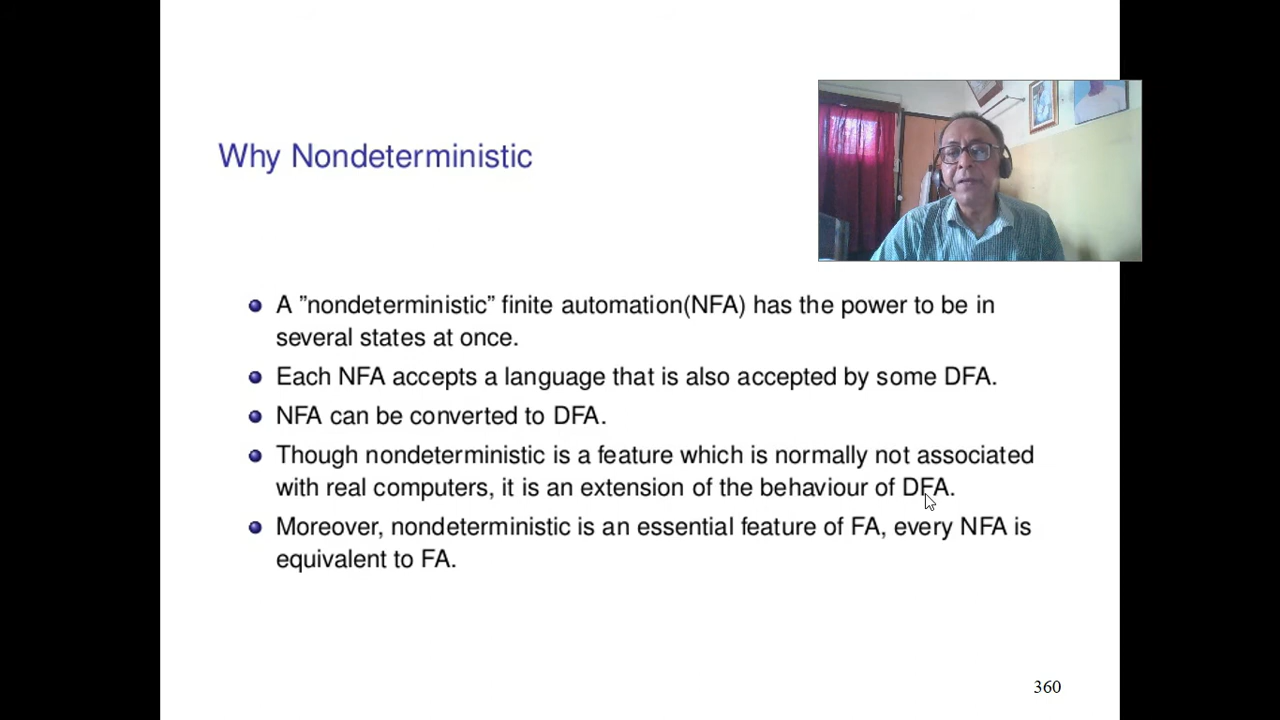 Why Nondeterministic
A ”nondeterministic” finite automation(NFA) has the power to be in
several states at once.
Each NFA accepts a language that is also accepted by some DFA.
NFA can be converted to DFA.
Though nondeterministic is a feature which is normally not associated
with real computers, it is an extension of the behaviour of DFA.
Moreover, nondeterministic is an essential feature of FA, every NFA is
equivalent to FA.
360